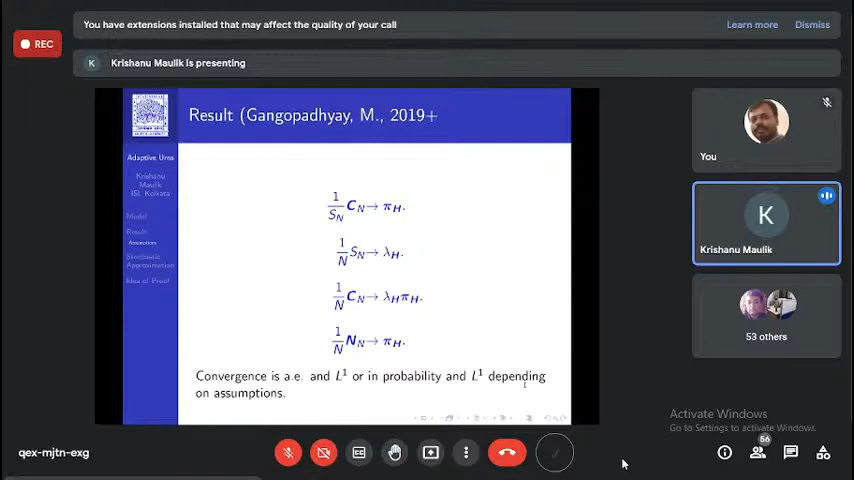 You have extensions installed that may affect the quality of your call
Learn more
Dismiss
REC
K
Krishanu Maulik is presenting
Result (Gangopadhyay, M., 2019+
Adaptive Urns
Krishanu
Maulik
ISI, Kolkata
Model
Result
Assumptions
Stochastic
Approximation
Idea of Proof
1/S_N C_N → π_H.
1/N S_N → λ_H.
1/N C_N → λ_H π_H.
1/N N_N → π_H.
Convergence is a.e. and L¹ or in probability and L¹ depending
on assumptions.
You
K
Krishanu Maulik
53 others
Activate Windows
Go to Settings to activate Windows.
qex-mjtn-exg
CC
56